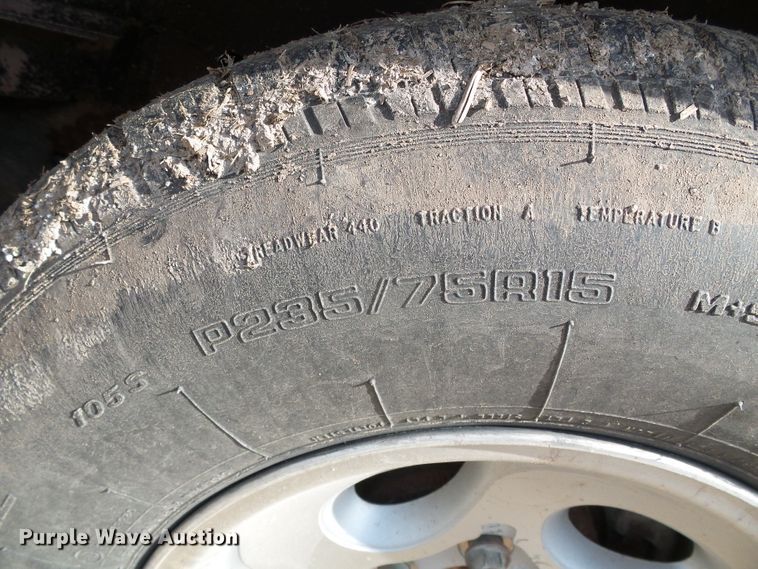 TREADWEAR 440 TRACTION A TEMPERATURE B
P235/75R15
M+S
105S
Purple Wave Auction